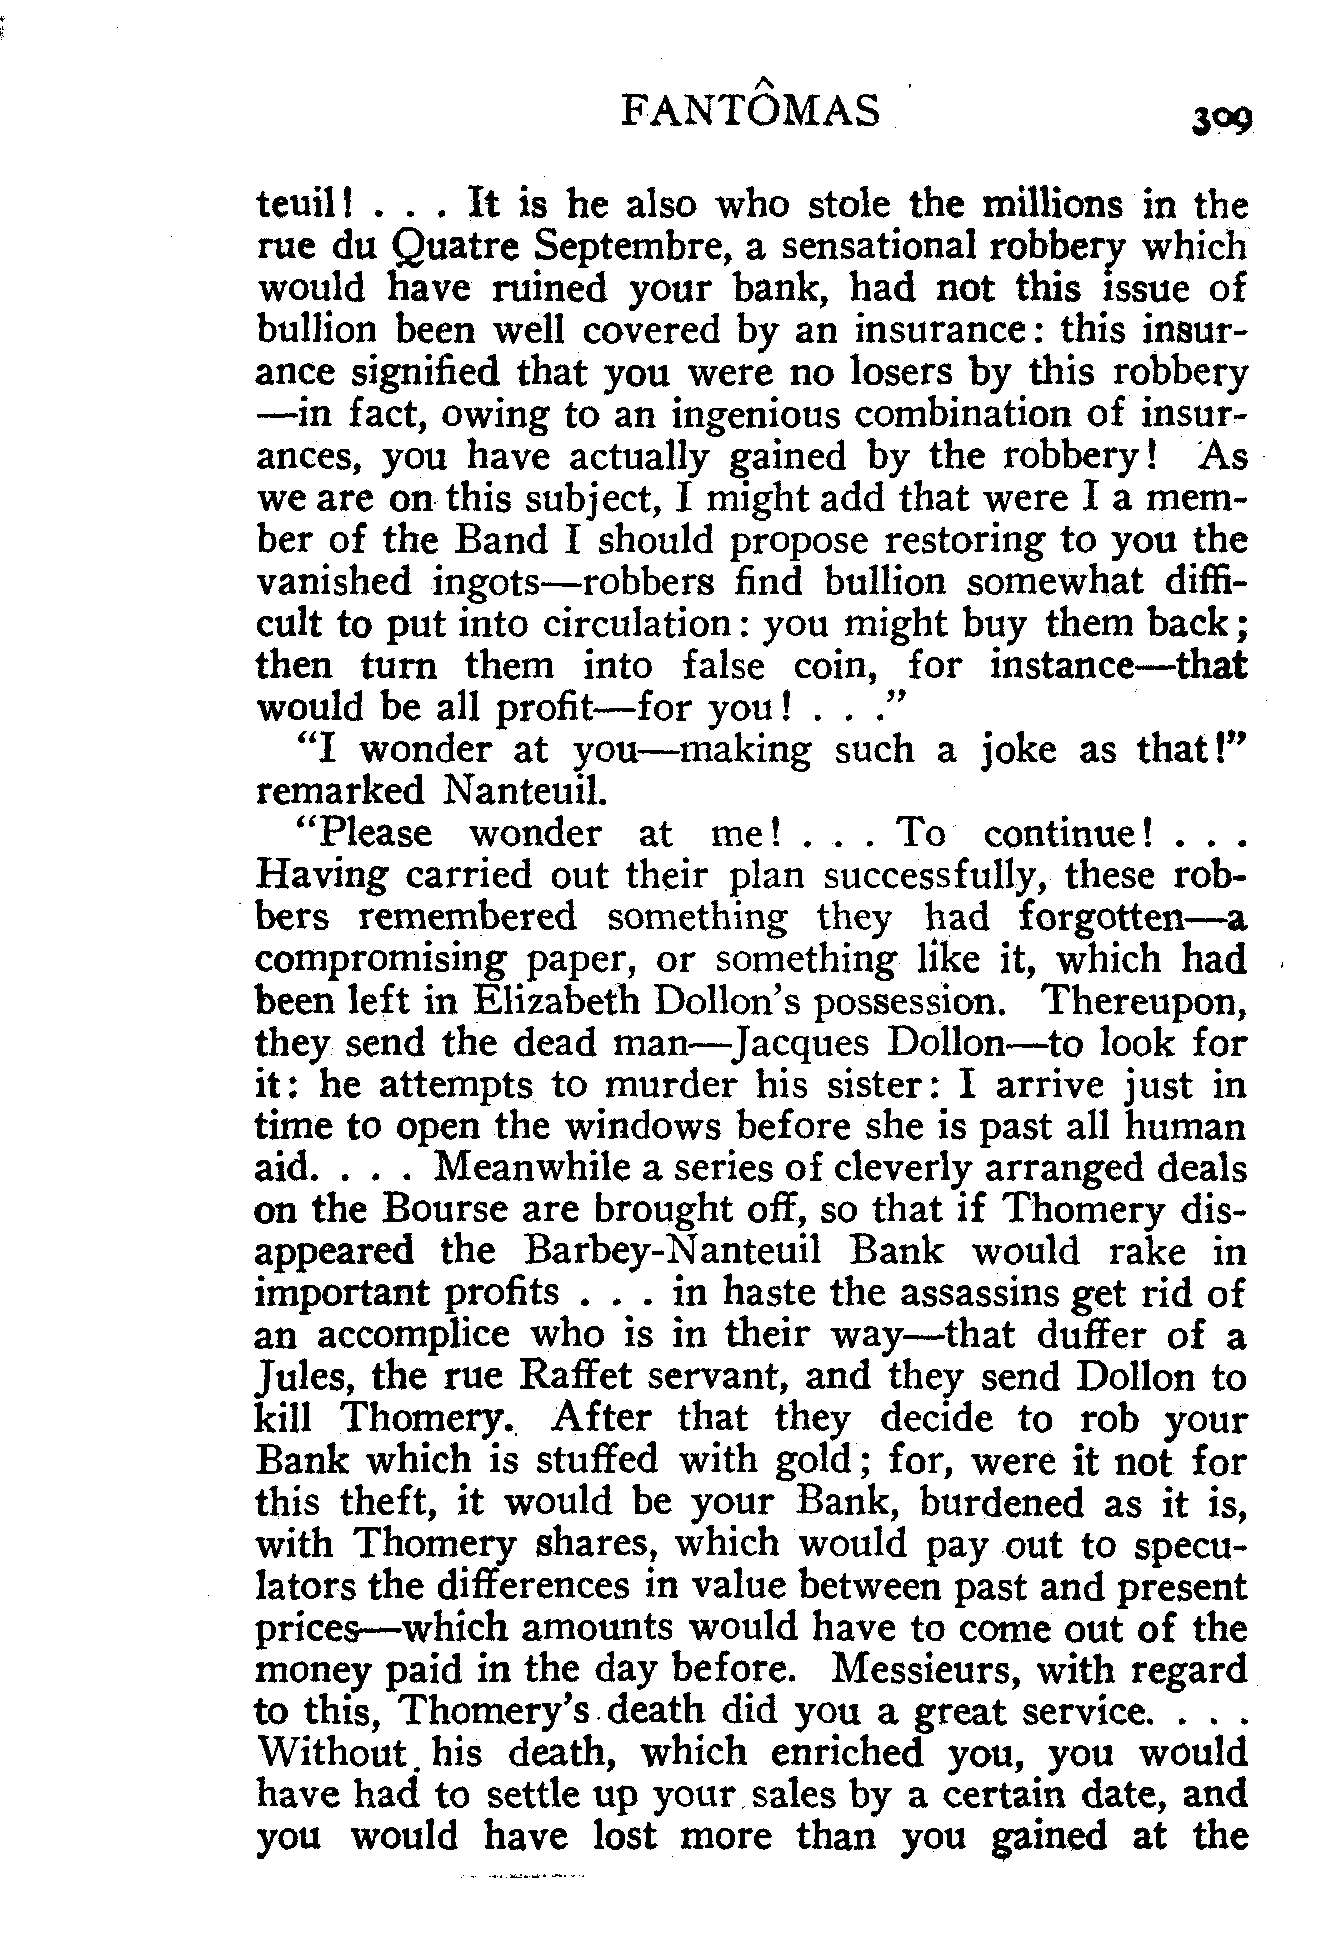 FANTÔMAS 309
teuil! . . . It is he also who stole the millions in the
rue du Quatre Septembre, a sensational robbery which
would have ruined your bank, had not this issue of
bullion been well covered by an insurance: this insur-
ance signified that you were no losers by this robbery
—in fact, owing to an ingenious combination of insur-
ances, you have actually gained by the robbery! As
we are on this subject, I might add that were I a mem-
ber of the Band I should propose restoring to you the
vanished ingots—robbers find bullion somewhat diffi-
cult to put into circulation: you might buy them back;
then turn them into false coin, for instance—that
would be all profit—for you! . . ."
"I wonder at you—making such a joke as that!"
remarked Nanteuil.
"Please wonder at me! . . . To continue! . . .
Having carried out their plan successfully, these rob-
bers remembered something they had forgotten—a
compromising paper, or something like it, which had
been left in Elizabeth Dollon's possession. Thereupon,
they send the dead man—Jacques Dollon—to look for
it: he attempts to murder his sister: I arrive just in
time to open the windows before she is past all human
aid. . . . Meanwhile a series of cleverly arranged deals
on the Bourse are brought off, so that if Thomery dis-
appeared the Barbey-Nanteuil Bank would rake in
important profits . . . in haste the assassins get rid of
an accomplice who is in their way—that duffer of a
Jules, the rue Raffet servant, and they send Dollon to
kill Thomery. After that they decide to rob your
Bank which is stuffed with gold; for, were it not for
this theft, it would be your Bank, burdened as it is,
with Thomery shares, which would pay out to specu-
lators the differences in value between past and present
prices—which amounts would have to come out of the
money paid in the day before. Messieurs, with regard
to this, Thomery's death did you a great service. . . .
Without his death, which enriched you, you would
have had to settle up your sales by a certain date, and
you would have lost more than you gained at the